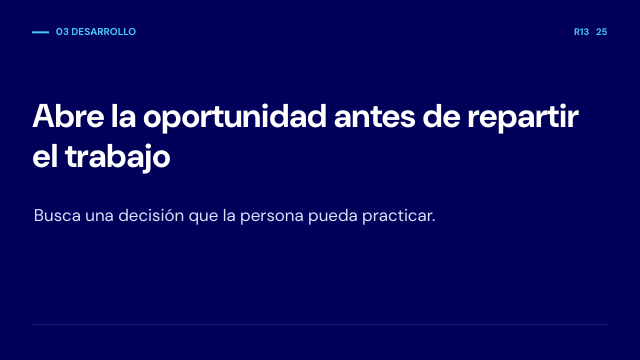 03 DESARROLLO
R13 25
Abre la oportunidad antes de repartir
el trabajo
Busca una decisión que la persona pueda practicar.